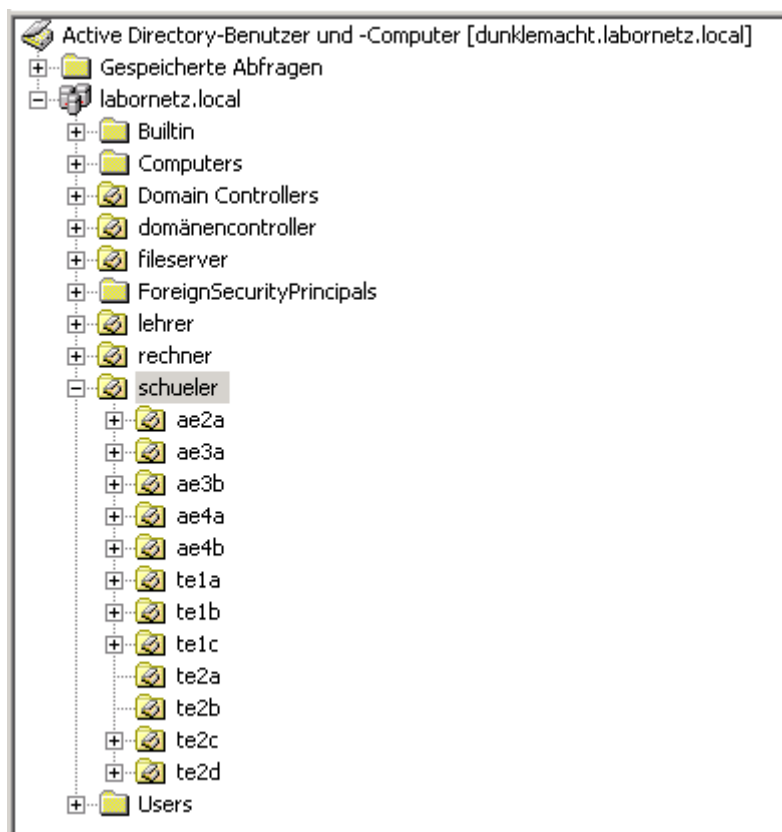 Active Directory-Benutzer und -Computer [dunklemacht.labornetz.local]
Gespeicherte Abfragen
labornetz.local
Builtin
Computers
Domain Controllers
domänencontroller
fileserver
ForeignSecurityPrincipals
lehrer
rechner
schueler
ae2a
ae3a
ae3b
ae4a
ae4b
te1a
te1b
te1c
te2a
te2b
te2c
te2d
Users